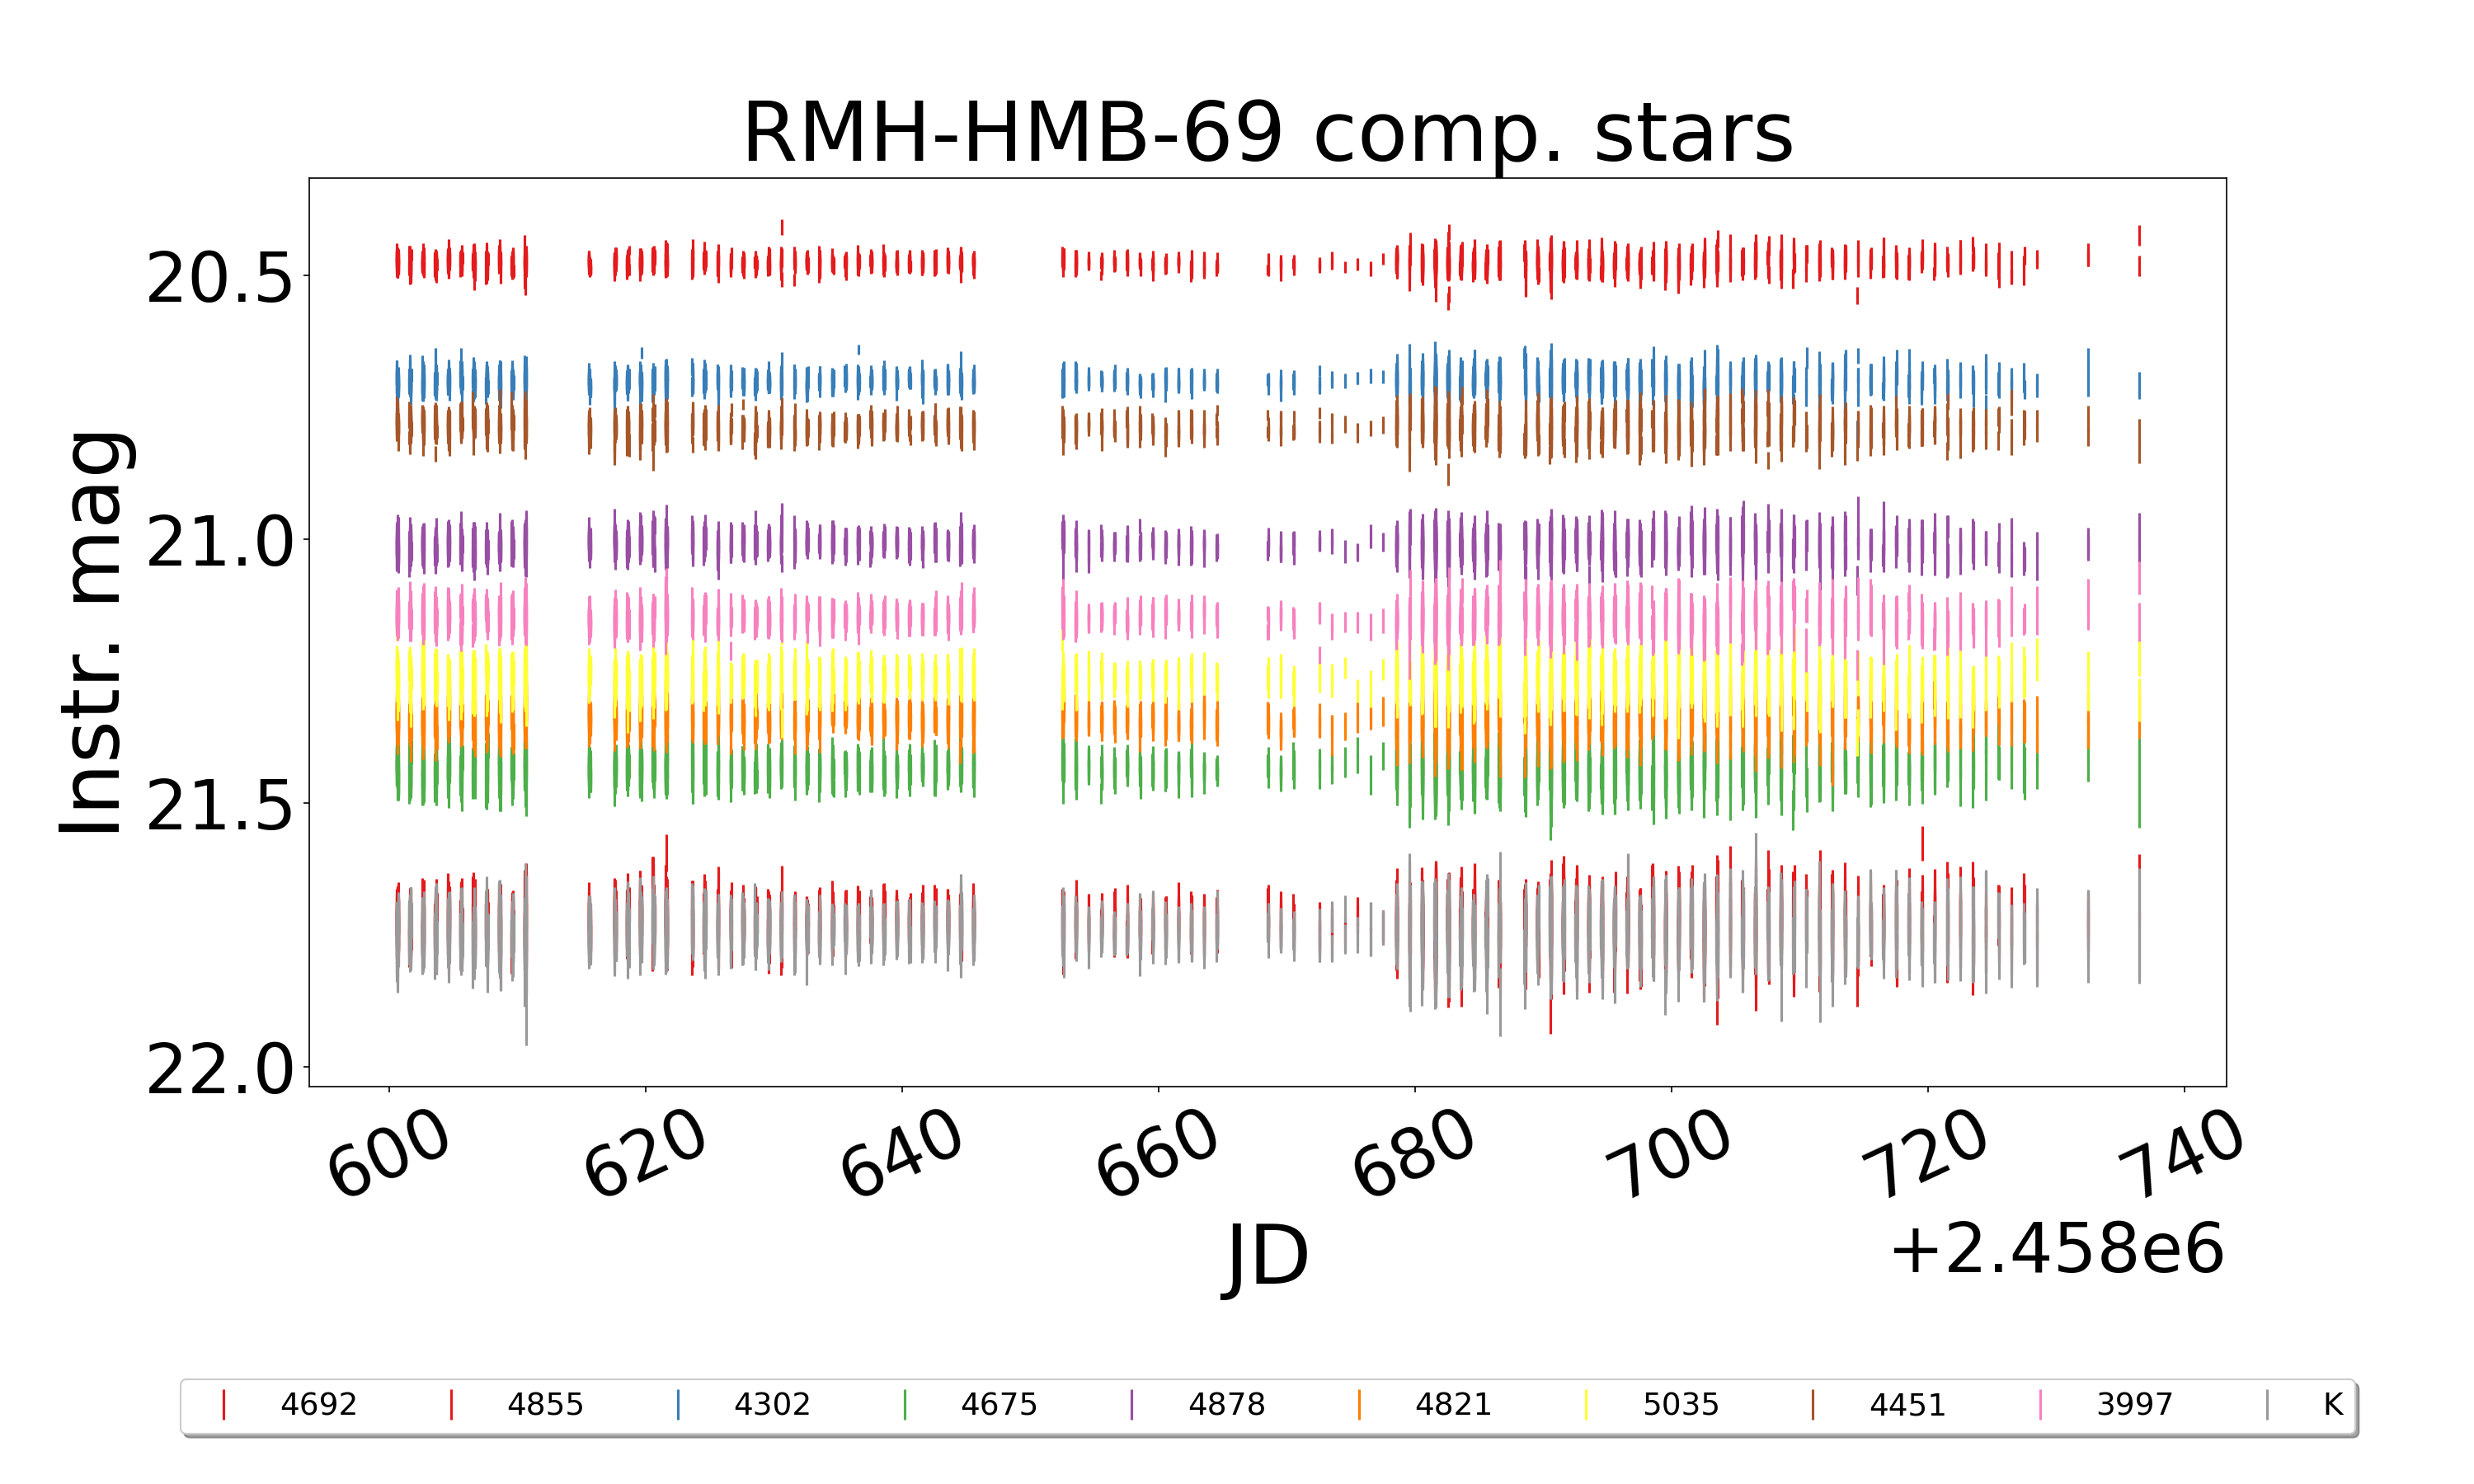 RMH-HMB-69 comp. stars
Instr. mag
20.5
21.0
21.5
22.0
600 620 640 660 680 700 720 740
JD
+2.458e6
4692 4855 4302 4675 4878 4821 5035 4451 3997 K